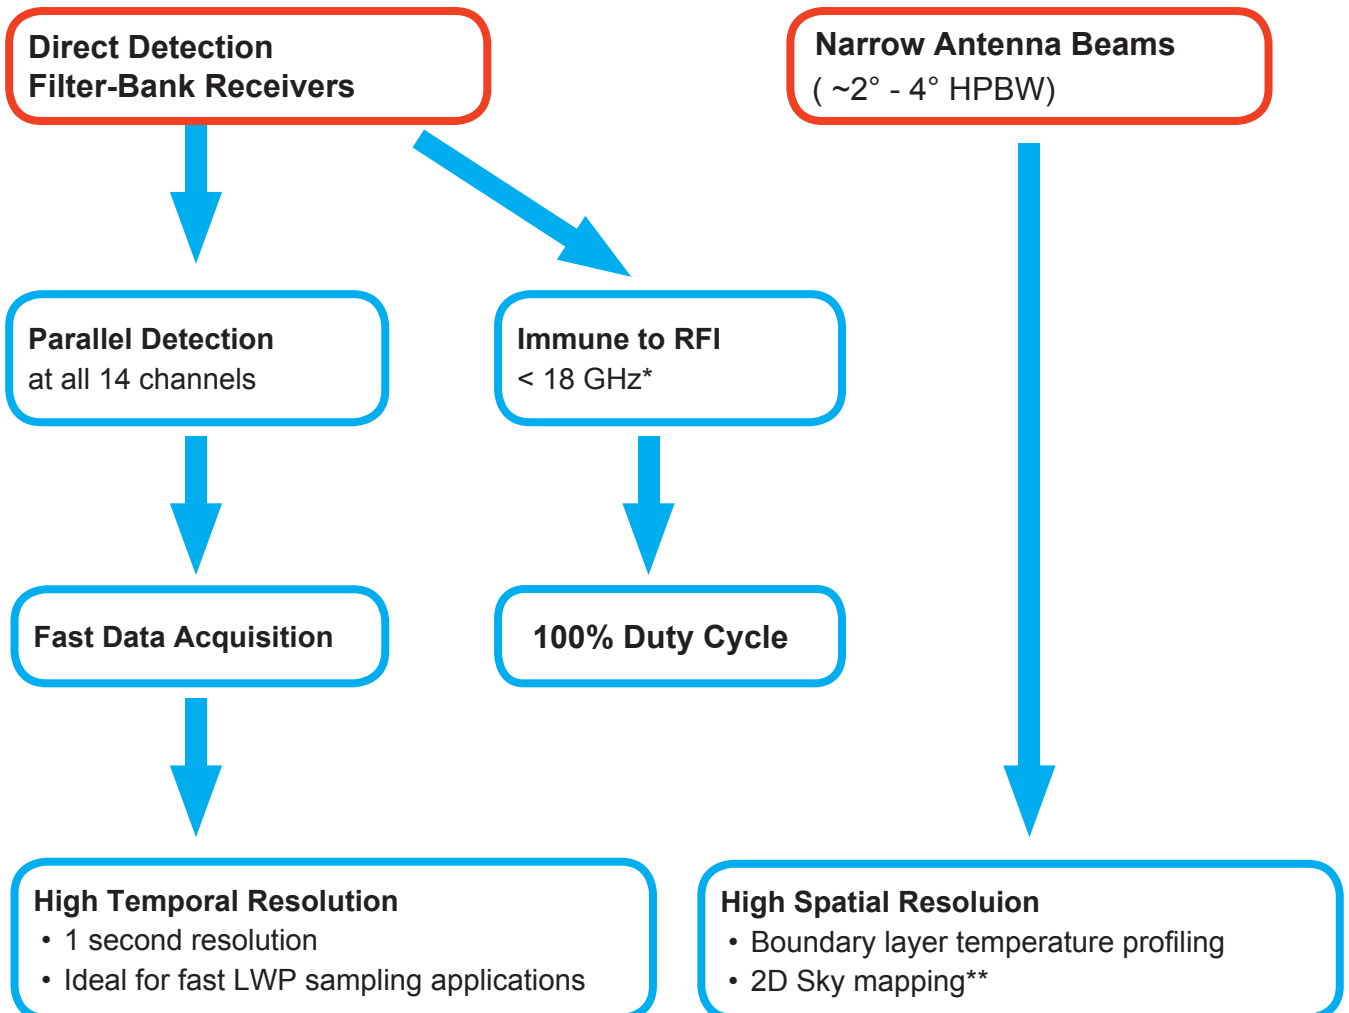 Direct Detection
Filter-Bank Receivers
Narrow Antenna Beams
( ~2° - 4° HPBW)
Parallel Detection
at all 14 channels
Immune to RFI
< 18 GHz*
Fast Data Acquisition
100% Duty Cycle
High Temporal Resolution
• 1 second resolution
• Ideal for fast LWP sampling applications
High Spatial Resoluion
• Boundary layer temperature profiling
• 2D Sky mapping**